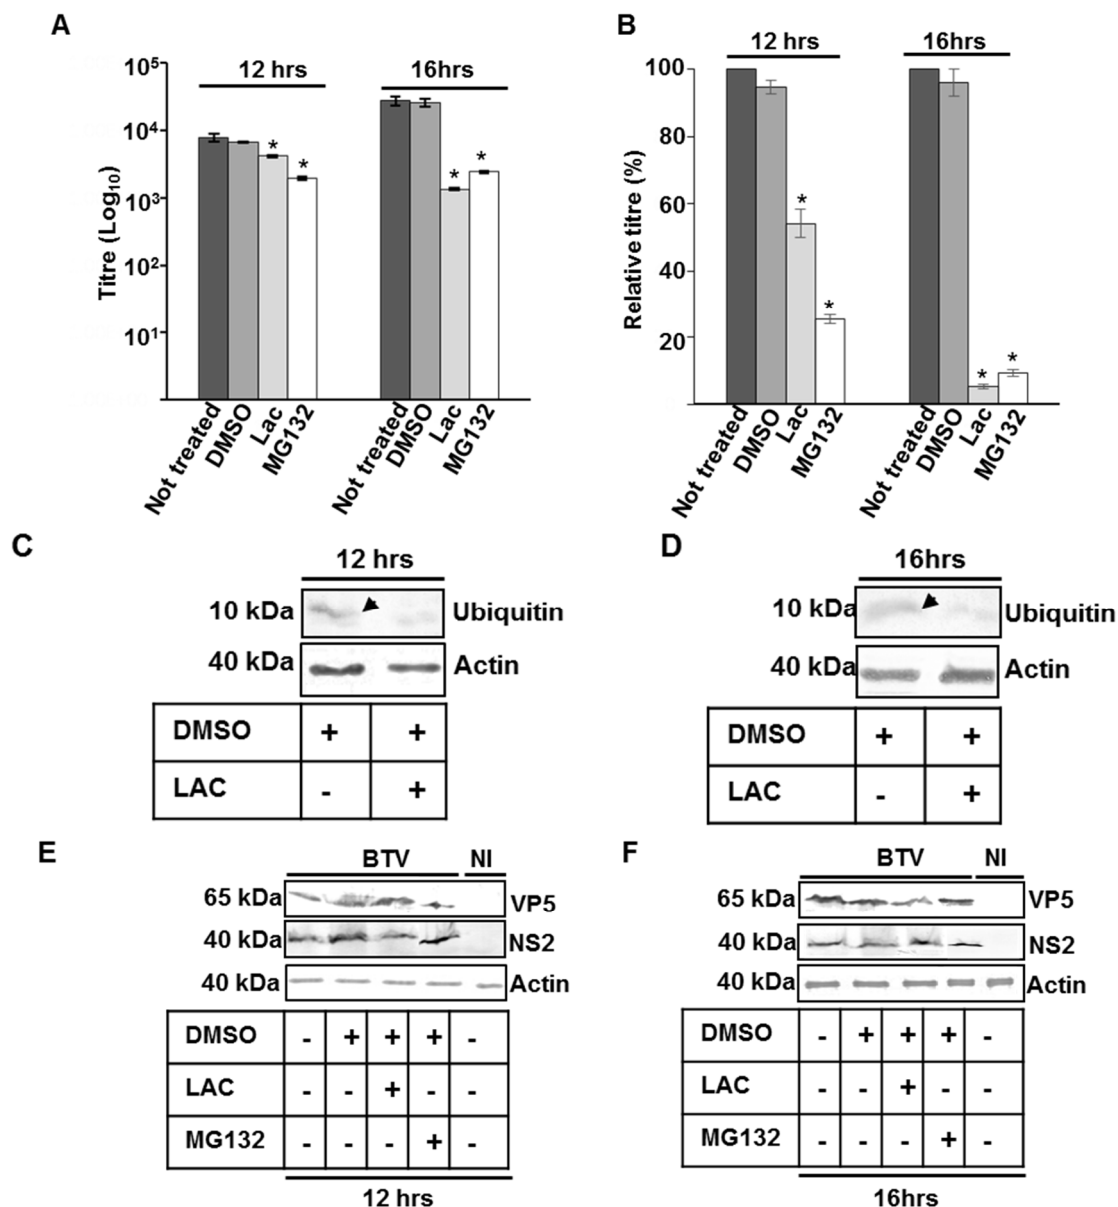 A
12 hrs
16hrs
10⁵
10⁴
10³
10²
10¹
Titre (Log₁₀)
* * * *
Not treated
DMSO
Lac
MG132
Not treated
DMSO
Lac
MG132
B
12 hrs
16hrs
100
80
60
40
20
Relative titre (%)
* * * *
Not treated
DMSO
Lac
MG132
Not treated
DMSO
Lac
MG132
C
12 hrs
10 kDa Ubiquitin
40 kDa Actin
DMSO + +
LAC - +
D
16hrs
10 kDa Ubiquitin
40 kDa Actin
DMSO + +
LAC - +
E
BTV NI
65 kDa VP5
40 kDa NS2
40 kDa Actin
DMSO - + + + -
LAC - - + - -
MG132 - - - + -
12 hrs
F
BTV NI
65 kDa VP5
40 kDa NS2
40 kDa Actin
DMSO - + + + -
LAC - - + - -
MG132 - - - + -
16hrs